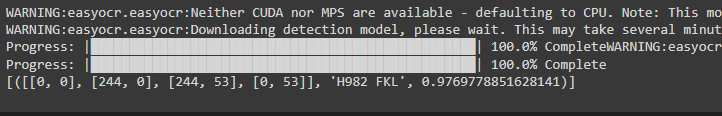 WARNING:easyocr.easyocr:Neither CUDA nor MPS are available - defaulting to CPU. Note: This mo
WARNING:easyocr.easyocr:Downloading detection model, please wait. This may take several minut
Progress: |██████████████████████████████████████████████████| 100.0% CompleteWARNING:easyocr
Progress: |██████████████████████████████████████████████████| 100.0% Complete
[([[0, 0], [244, 0], [244, 53], [0, 53]], 'H982 FKL', 0.9769778851628141)]